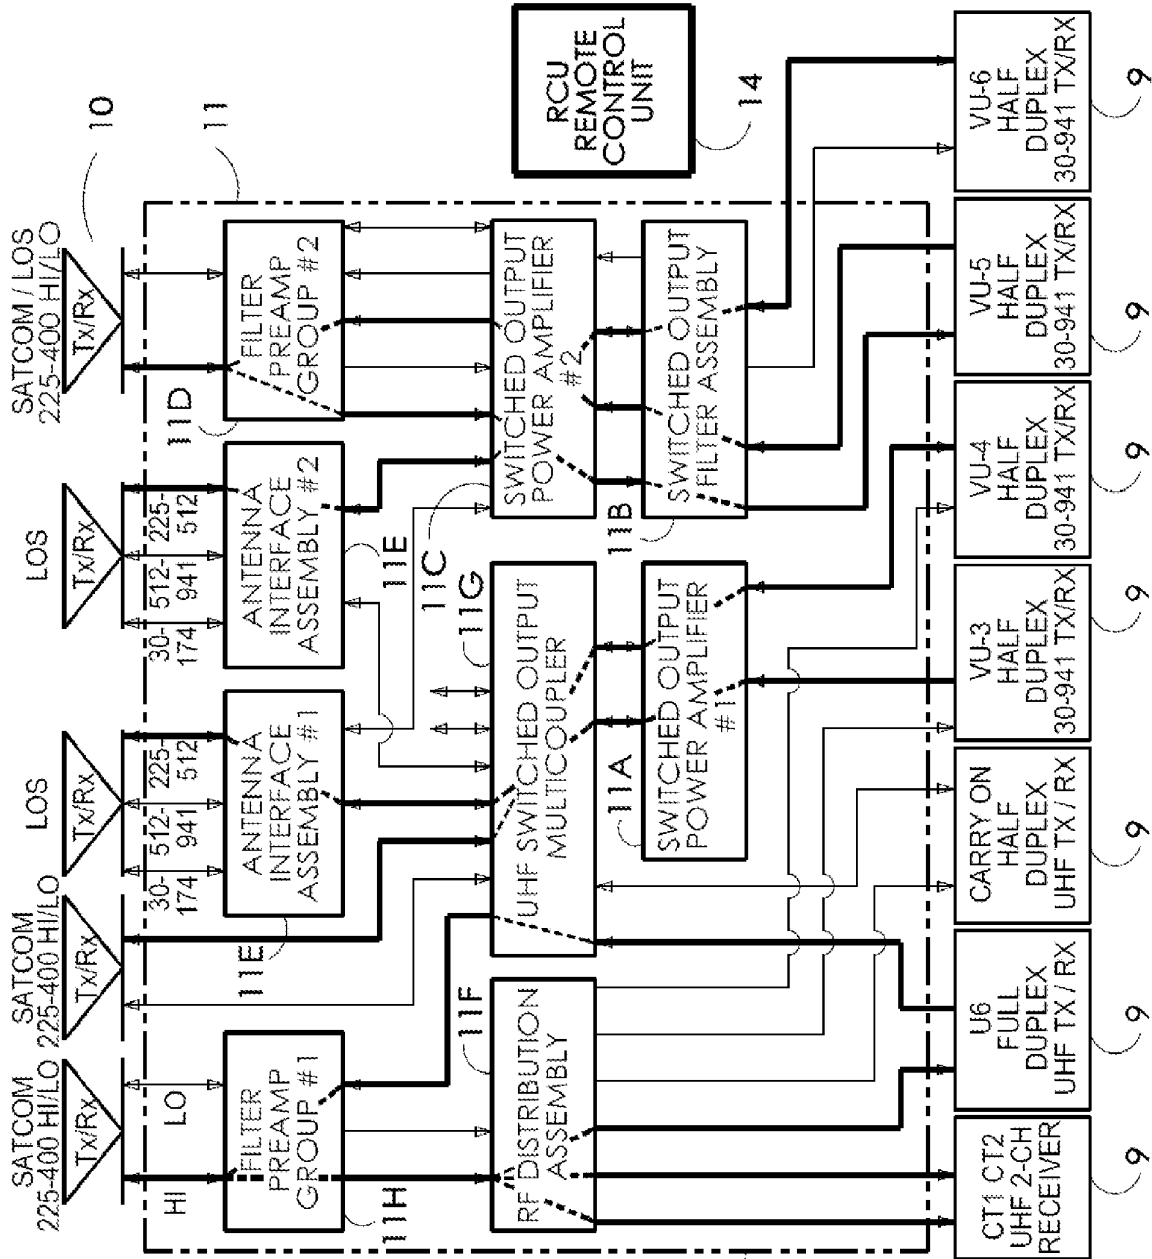 SATCOM
225-400 HI/LO
Tx/Rx
SATCOM
225-400 HI/LO
Tx/Rx
LOS
Tx/Rx
LOS
Tx/Rx
SATCOM / LOS
225-400 HI/LO
Tx/Rx
10
11
HI
LO
30-
174
512-
941
225-
512
30-
174
512-
941
225-
512
FILTER
PREAMP
GROUP #1
11H
ANTENNA
INTERFACE
ASSEMBLY #1
11E
ANTENNA
INTERFACE
ASSEMBLY #2
11E
FILTER
PREAMP
GROUP #2
11D
RCU
REMOTE
CONTROL
UNIT
14
RF DISTRIBUTION
ASSEMBLY
11F
UHF SWITCHED OUTPUT
MULTICOUPLER
11G
SWITCHED OUTPUT
POWER AMPLIFIER
#2
11C
SWITCHED OUTPUT
POWER AMPLIFIER
#1
11A
SWITCHED OUTPUT
FILTER ASSEMBLY
11B
CT1 CT2
UHF 2-CH
RECEIVER
9
U6
FULL
DUPLEX
UHF TX / RX
9
CARRY ON
HALF
DUPLEX
UHF TX / RX
9
VU-3
HALF
DUPLEX
30-941 TX/RX
9
VU-4
HALF
DUPLEX
30-941 TX/RX
9
VU-5
HALF
DUPLEX
30-941 TX/RX
9
VU-6
HALF
DUPLEX
30-941 TX/RX
9